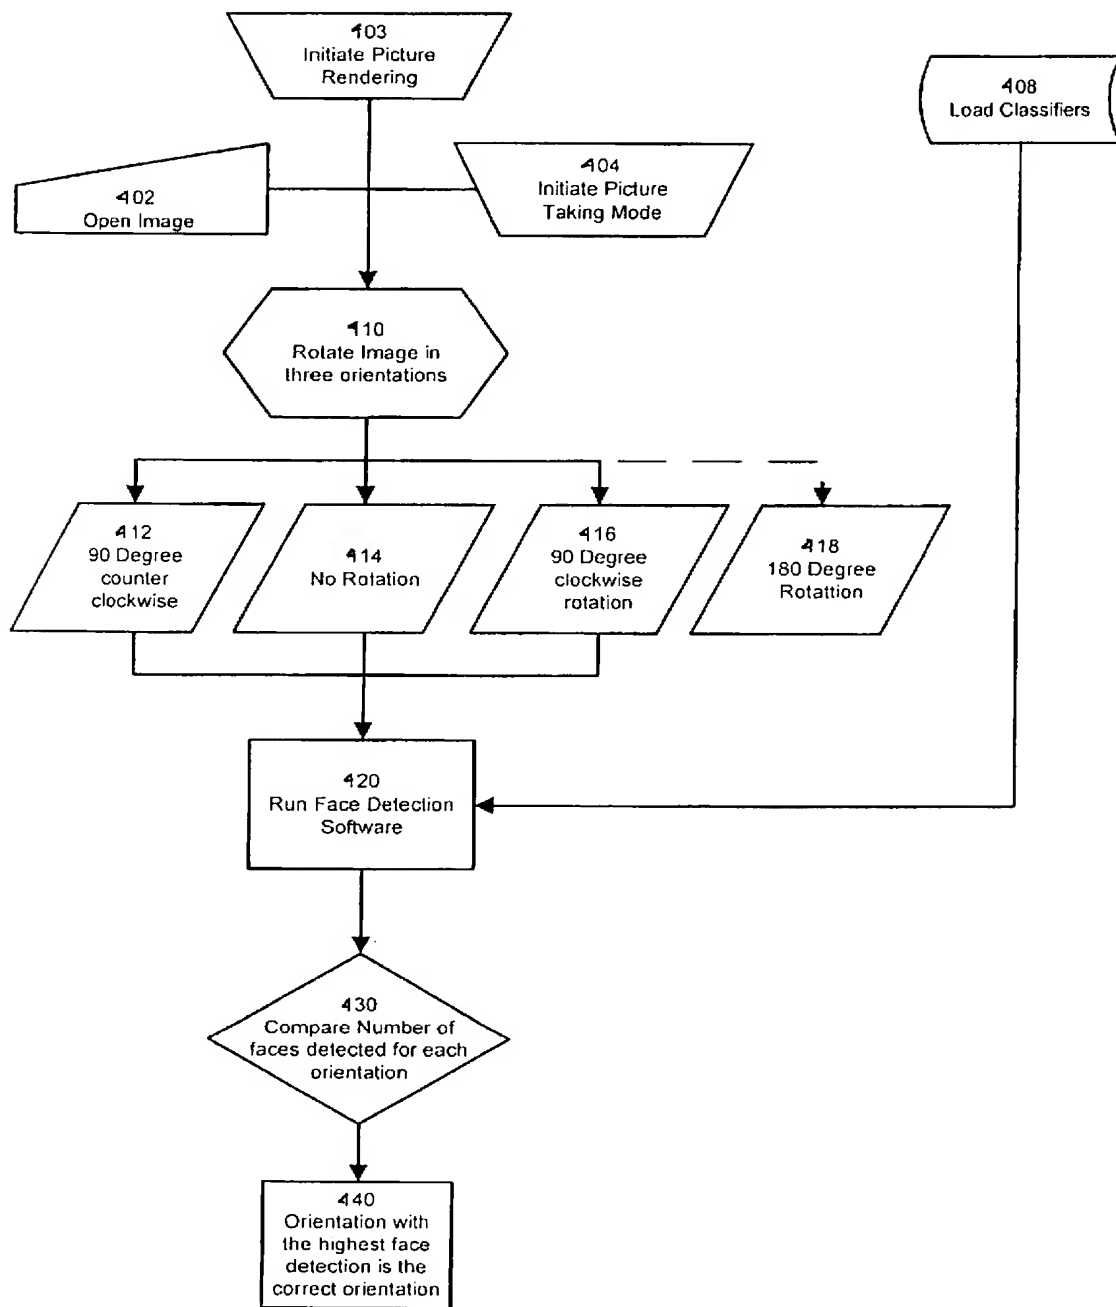 403
Initiate Picture
Rendering
408
Load Classifiers
402
Open Image
404
Initiate Picture
Taking Mode
410
Rotate Image in
three orientations
412
90 Degree
counter
clockwise
414
No Rotation
416
90 Degree
clockwise
rotation
418
180 Degree
Rotattion
420
Run Face Detection
Software
430
Compare Number of
faces detected for each
orientation
440
Orientation with
the highest face
detection is the
correct orientation